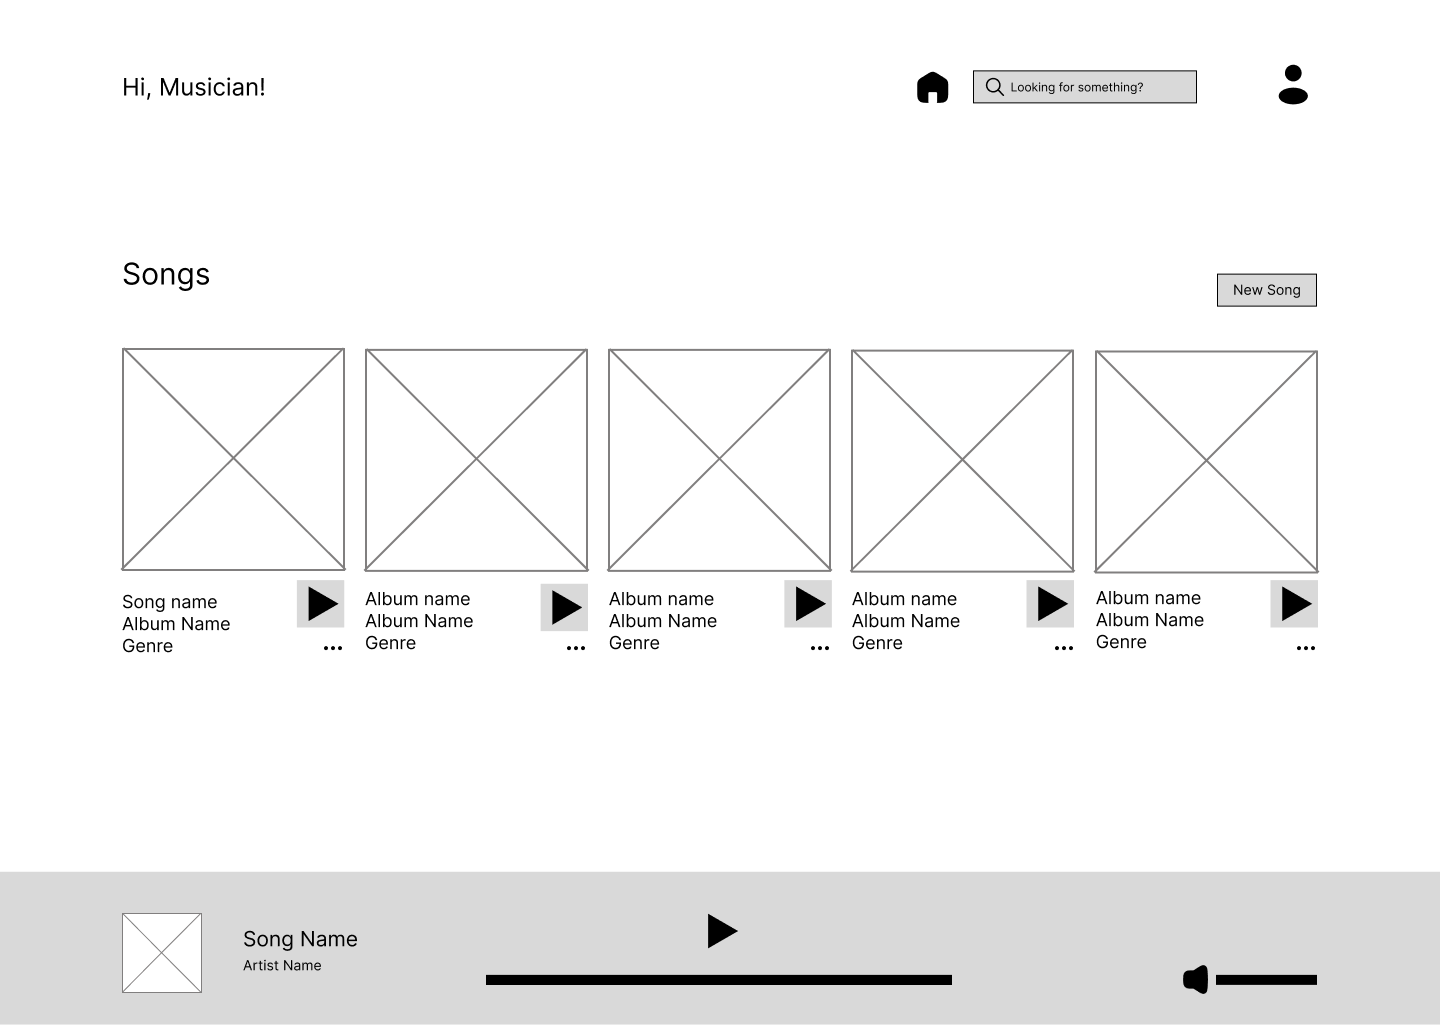 Hi, Musician!
Looking for something?
Songs
New Song
Song name
Album Name
Genre
Album name
Album Name
Genre
Album name
Album Name
Genre
Album name
Album Name
Genre
Album name
Album Name
Genre
Song Name
Artist Name